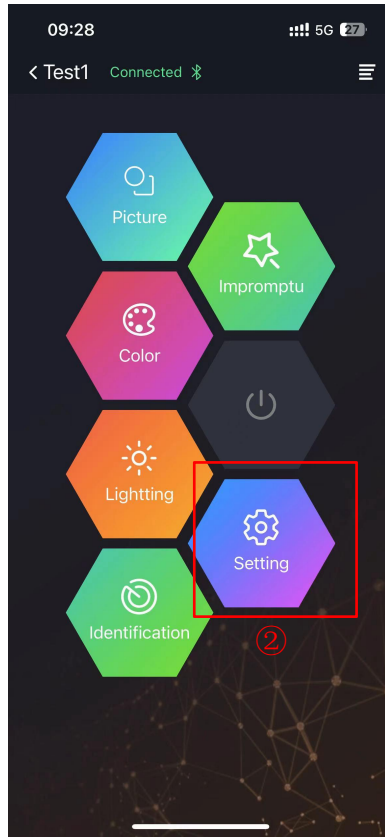 09:28 5G 27
Test1 Connected
Picture
Impromptu
Color
Lightting
Setting
Identification
②